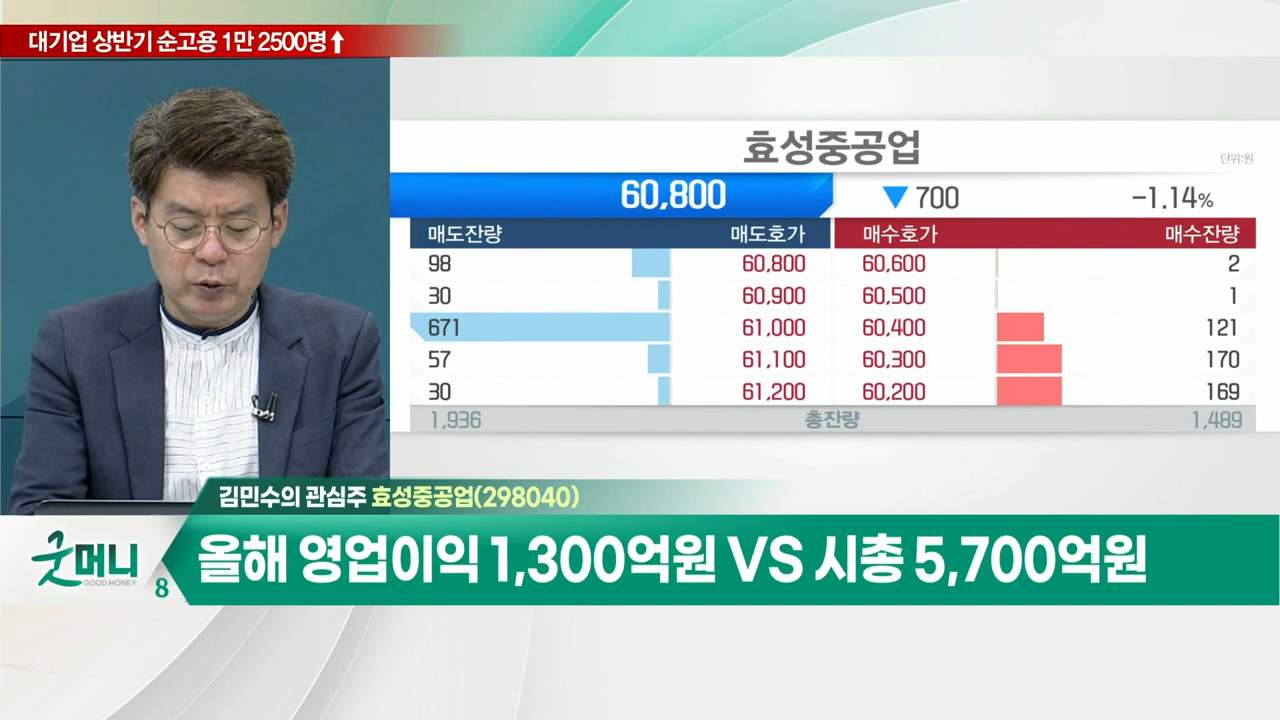 대기업 상반기 순고용 1만 2500명↑
효성중공업
단위:원
60,800 ▼ 700 -1.14%
매도잔량 매도호가 매수호가 매수잔량
98 60,800 60,600 2
30 60,900 60,500 1
671 61,000 60,400 121
57 61,100 60,300 170
30 61,200 60,200 169
1,936 총잔량 1,489
김민수의 관심주 효성중공업(298040)
굿머니
GOOD MONEY
8
올해 영업이익 1,300억원 VS 시총 5,700억원